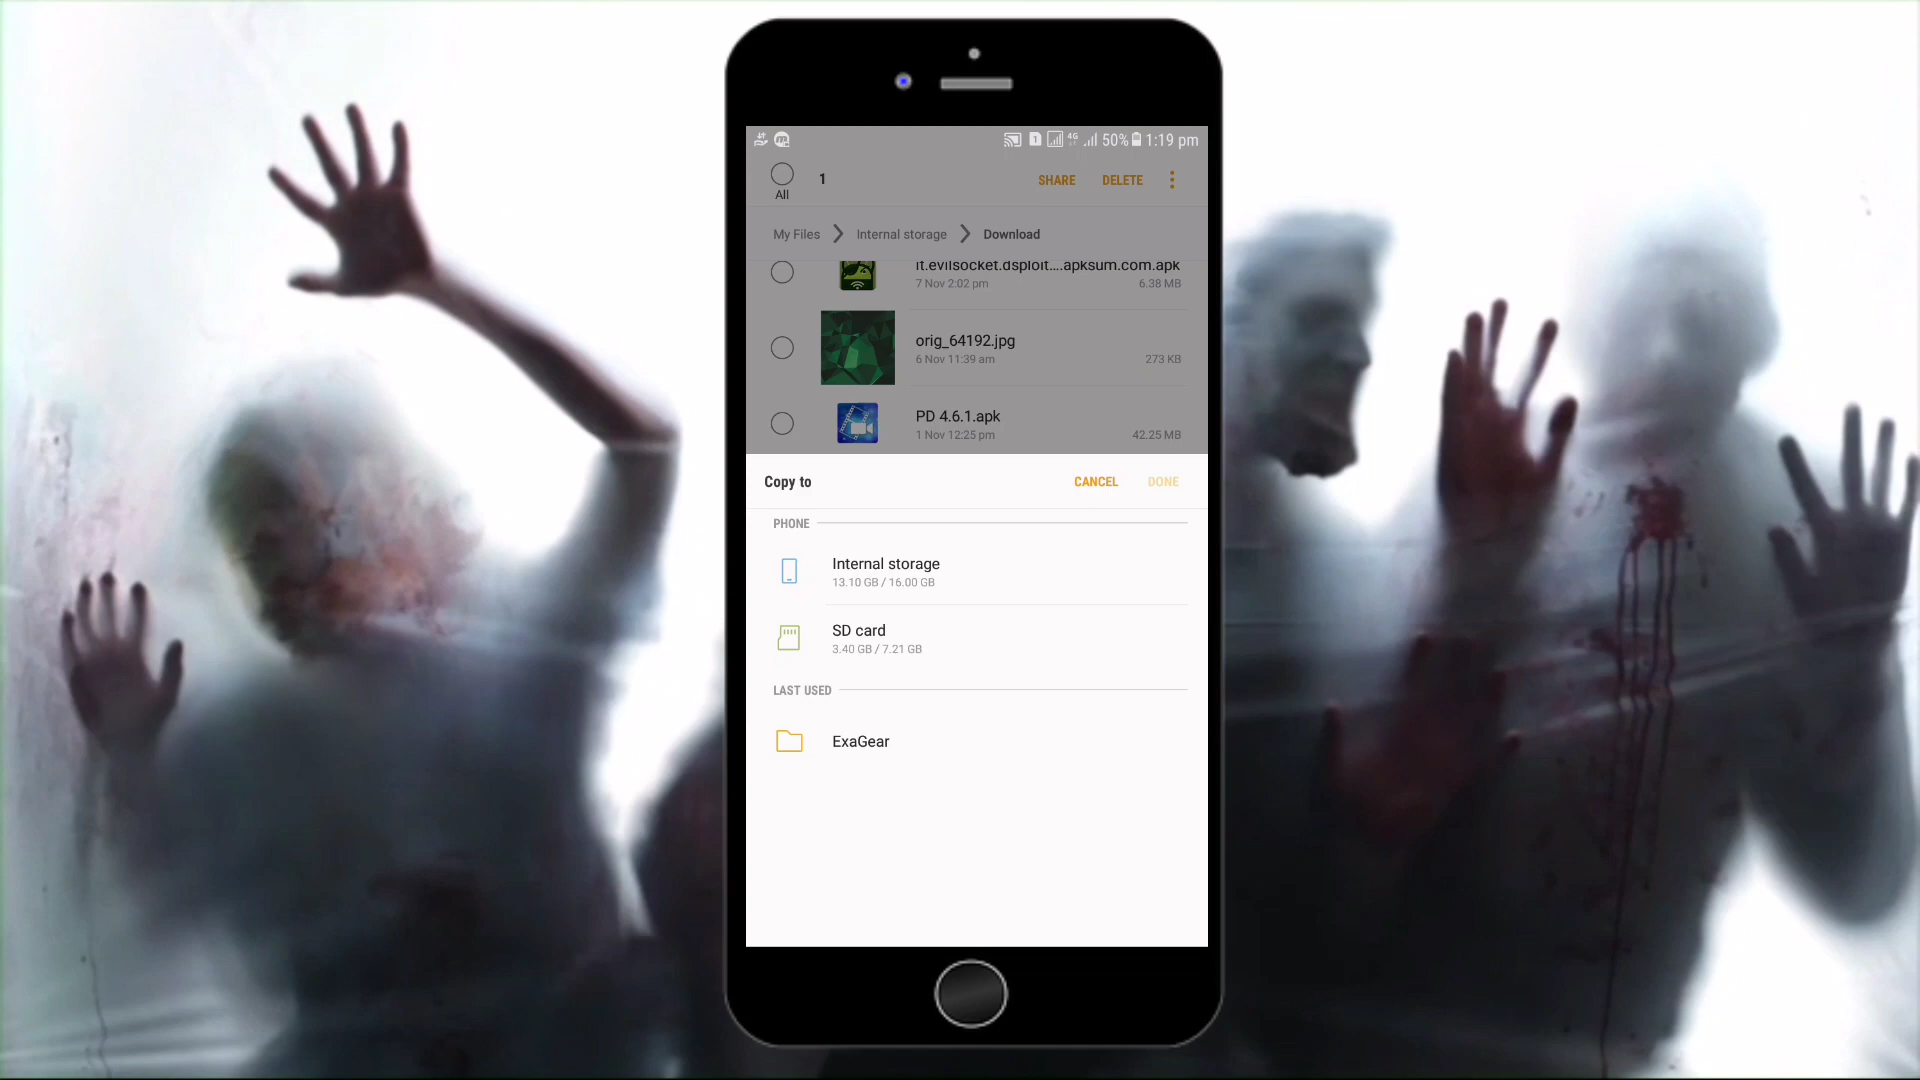 4G 50% 1:19 pm
All 1 SHARE DELETE
My Files Internal storage Download
it.evilsocket.dsploit....apksum.com.apk
7 Nov 2:02 pm 6.38 MB
orig_64192.jpg
6 Nov 11:39 am 273 KB
PD 4.6.1.apk
1 Nov 12:25 pm 42.25 MB
Copy to CANCEL DONE
PHONE
Internal storage
13.10 GB / 16.00 GB
SD card
3.40 GB / 7.21 GB
LAST USED
ExaGear